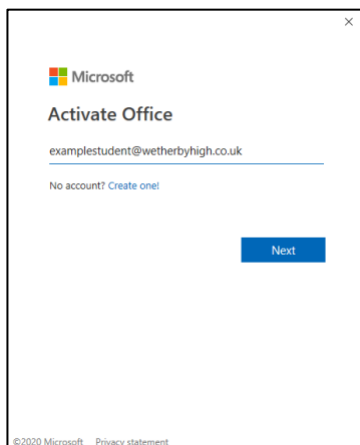 Microsoft
Activate Office
examplestudent@wetherbyhigh.co.uk
No account? Create one!
Next
©2020 Microsoft Privacy statement